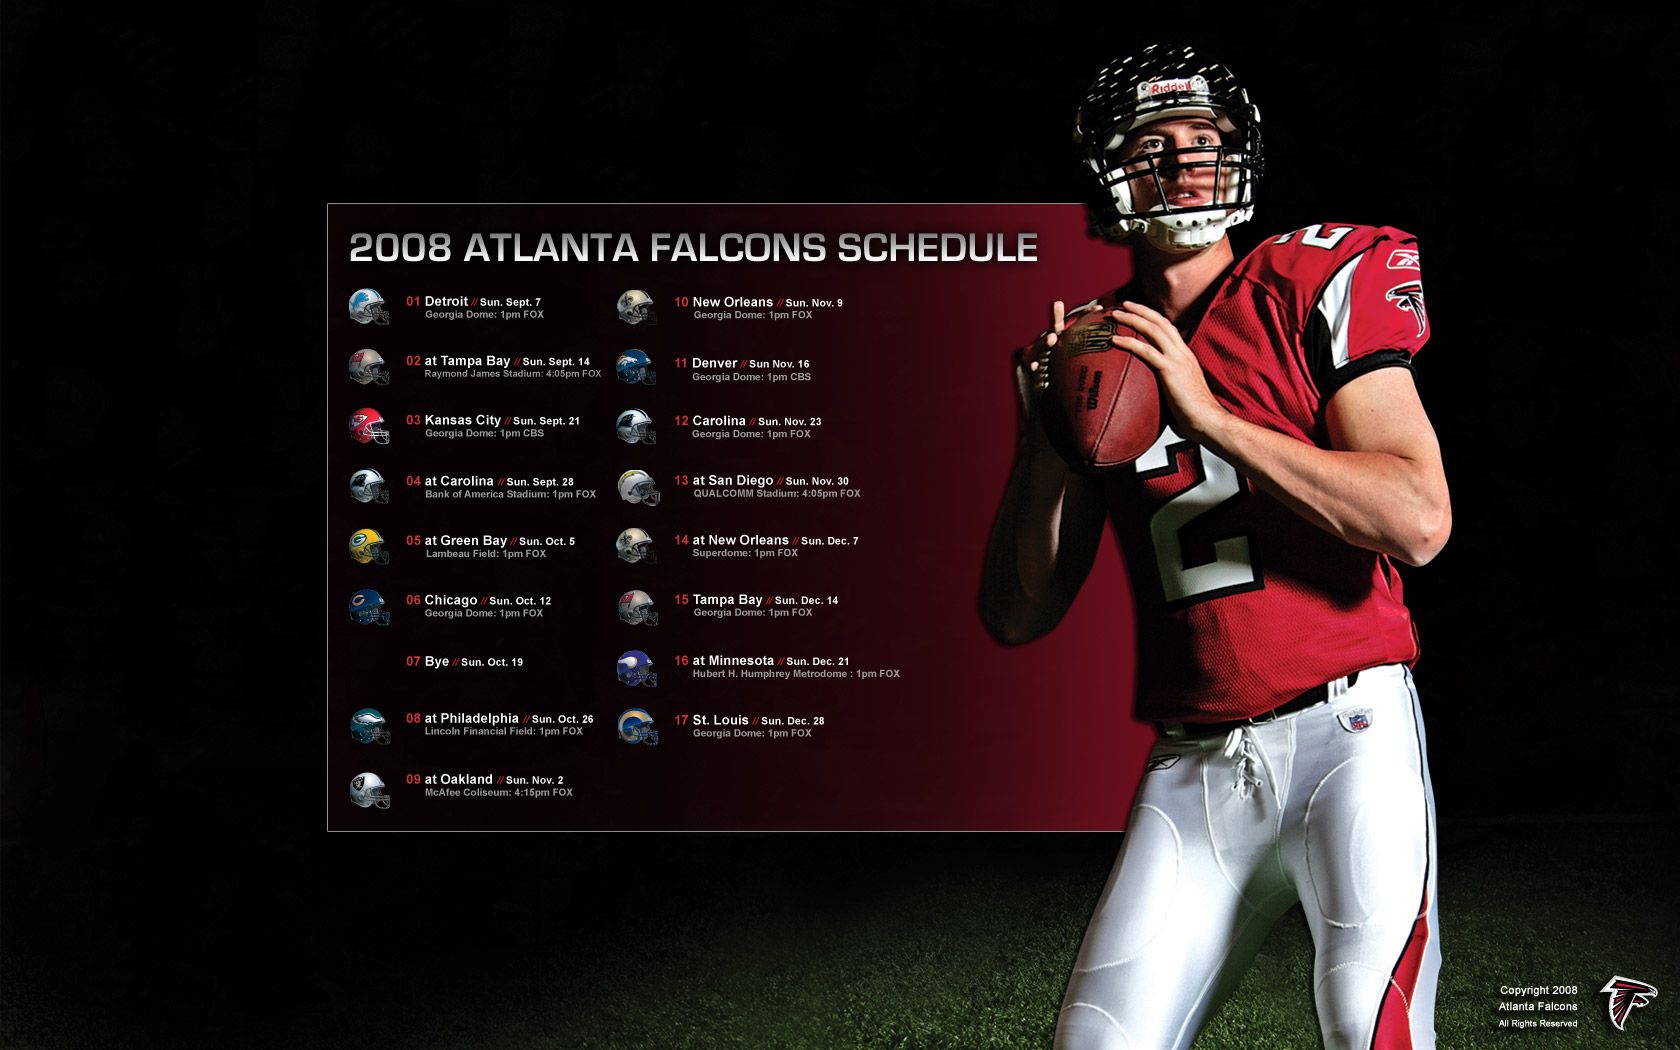 2008 ATLANTA FALCONS SCHEDULE
01 Detroit // Sun. Sept. 7
Georgia Dome: 1pm FOX
02 at Tampa Bay // Sun. Sept. 14
Raymond James Stadium: 4:05pm FOX
03 Kansas City // Sun. Sept. 21
Georgia Dome: 1pm CBS
04 at Carolina // Sun. Sept. 28
Bank of America Stadium: 1pm FOX
05 at Green Bay // Sun. Oct. 5
Lambeau Field: 1pm FOX
06 Chicago // Sun. Oct. 12
Georgia Dome: 1pm FOX
07 Bye // Sun. Oct. 19
08 at Philadelphia // Sun. Oct. 26
Lincoln Financial Field: 1pm FOX
09 at Oakland // Sun. Nov. 2
McAfee Coliseum: 4:15pm FOX
10 New Orleans // Sun. Nov. 9
Georgia Dome: 1pm FOX
11 Denver // Sun Nov. 16
Georgia Dome: 1pm CBS
12 Carolina // Sun. Nov. 23
Georgia Dome: 1pm FOX
13 at San Diego // Sun. Nov. 30
QUALCOMM Stadium: 4:05pm FOX
14 at New Orleans // Sun. Dec. 7
Superdome: 1pm FOX
15 Tampa Bay // Sun. Dec. 14
Georgia Dome: 1pm FOX
16 at Minnesota // Sun. Dec. 21
Hubert H. Humphrey Metrodome : 1pm FOX
17 St. Louis // Sun. Dec. 28
Georgia Dome: 1pm FOX
Riddell
2
NFL
THE DUKE
Wilson
2
NFL
Copyright 2008
Atlanta Falcons
All Rights Reserved